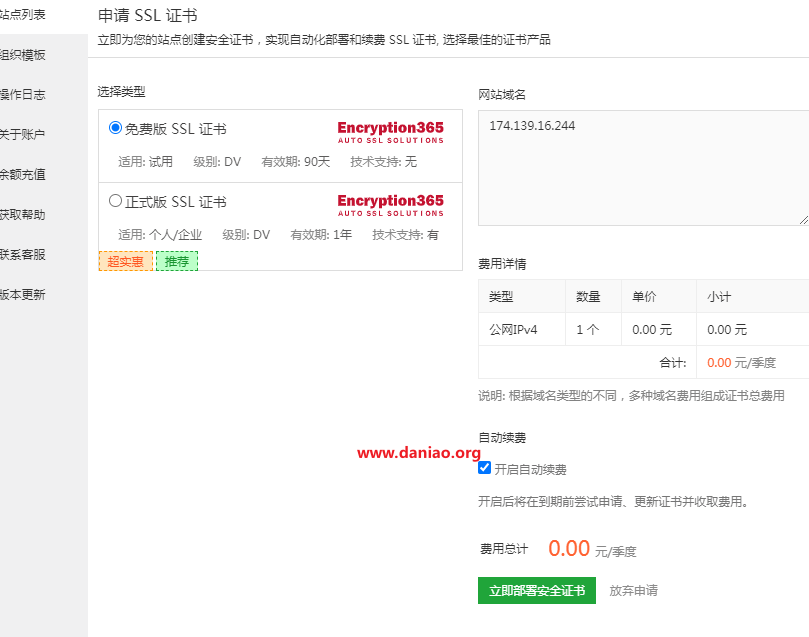 站点列表
组织模板
操作日志
关于账户
余额充值
获取帮助
联系客服
版本更新
申请 SSL 证书
立即为您的站点创建安全证书，实现自动化部署和续费 SSL 证书, 选择最佳的证书产品
选择类型
免费版 SSL 证书
Encryption365
AUTO SSL SOLUTIONS
适用: 试用 级别: DV 有效期: 90天 技术支持: 无
正式版 SSL 证书
Encryption365
AUTO SSL SOLUTIONS
适用: 个人/企业 级别: DV 有效期: 1年 技术支持: 有
超实惠 推荐
网站域名
174.139.16.244
费用详情
类型 数量 单价 小计
公网IPv4 1 个 0.00 元 0.00 元
合计: 0.00 元/季度
说明: 根据域名类型的不同，多种域名费用组成证书总费用
自动续费
www.daniao.org
开启自动续费
开启后将在到期前尝试申请、更新证书并收取费用。
费用总计 0.00 元/季度
立即部署安全证书 放弃申请